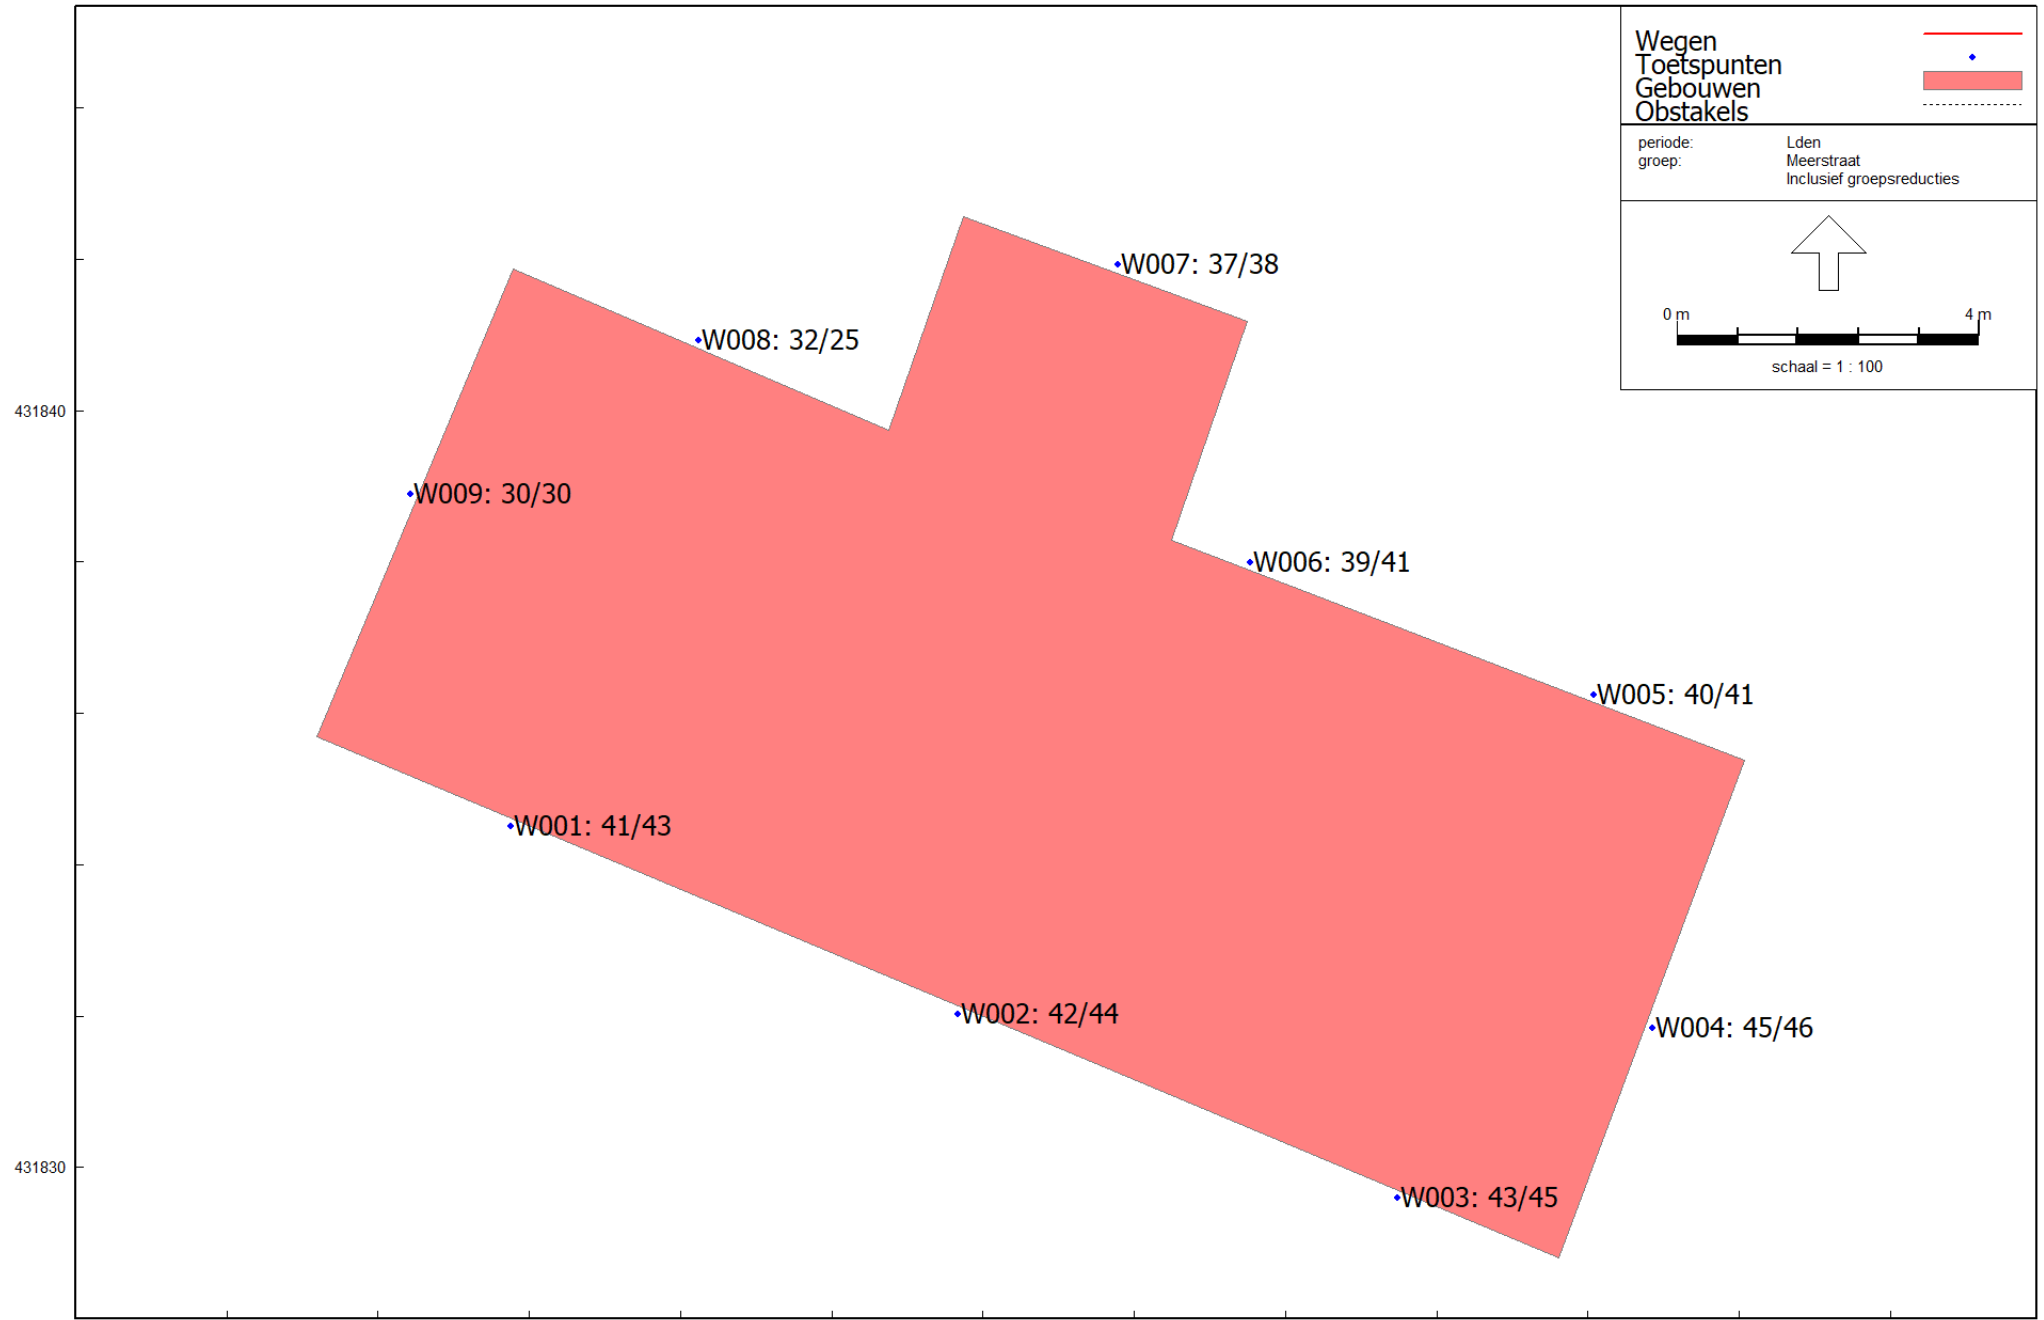 Wegen
Toetspunten
Gebouwen
Obstakels
periode: Lden
groep: Meerstraat
Inclusief groepsreducties
0 m 4 m
schaal = 1 : 100
W007: 37/38
W008: 32/25
431840
W009: 30/30
W006: 39/41
W005: 40/41
W001: 41/43
W002: 42/44
W004: 45/46
431830
W003: 43/45